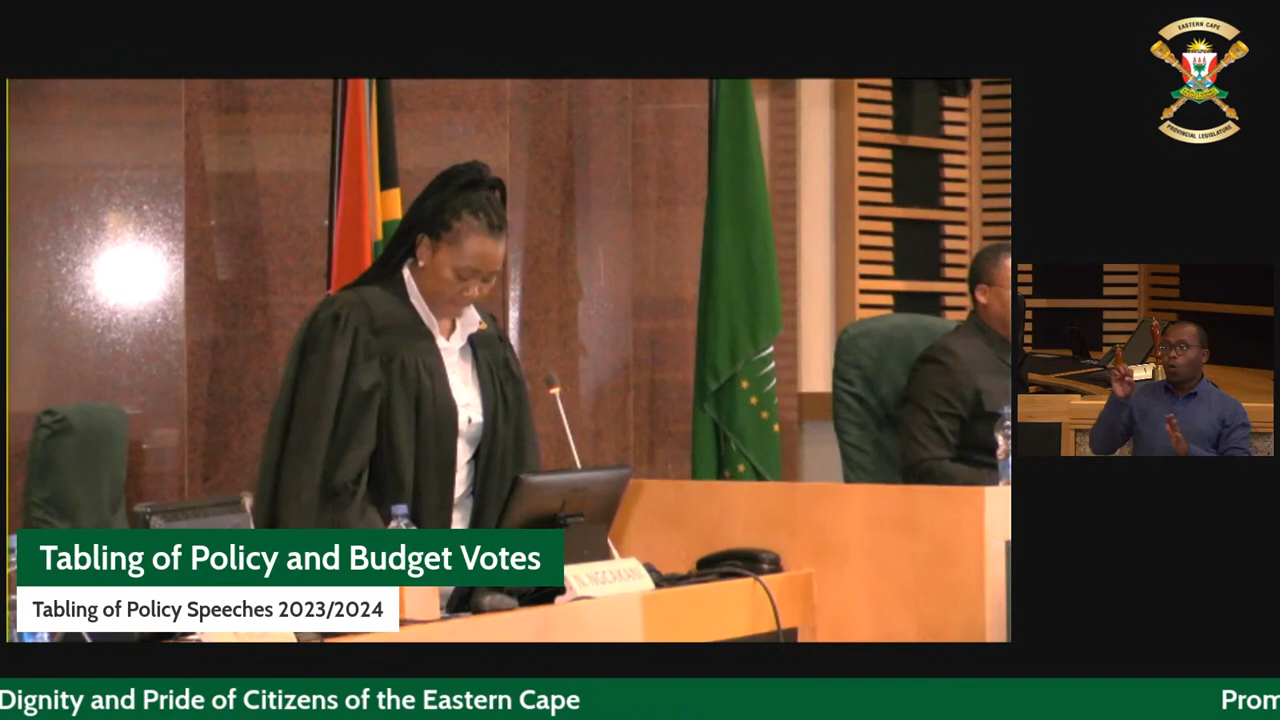 EASTERN CAPE
PROVINCIAL LEGISLATURE
N. NGCAKANI
Tabling of Policy and Budget Votes
Tabling of Policy Speeches 2023/2024
Dignity and Pride of Citizens of the Eastern Cape
Prom